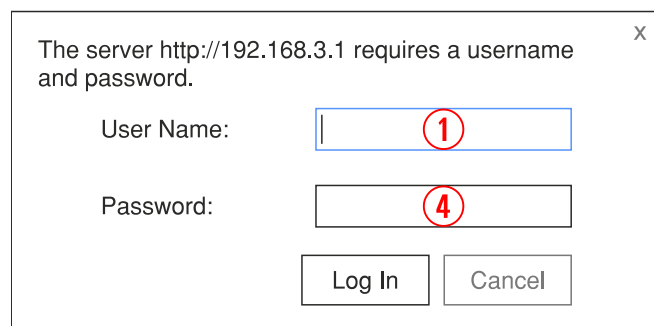 x
The server http://192.168.3.1 requires a username
and password.
User Name: 1
Password: 4
Log In Cancel